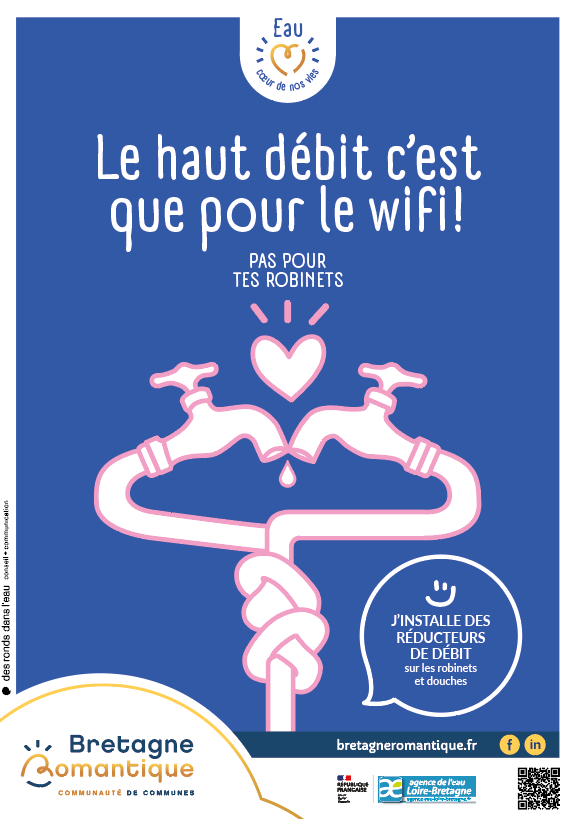 Eau
cœur de nos vies
Le haut débit c'est
que pour le wifi!
PAS POUR
TES ROBINETS
J'INSTALLE DES
RÉDUCTEURS
DE DÉBIT
sur les robinets
et douches
des ronds dans l'eau conseil + communication
Bretagne
Romantique
COMMUNAUTÉ DE COMMUNES
bretagneromantique.fr
f in
RÉPUBLIQUE
FRANÇAISE
ae
agence de l'eau
Loire-Bretagne